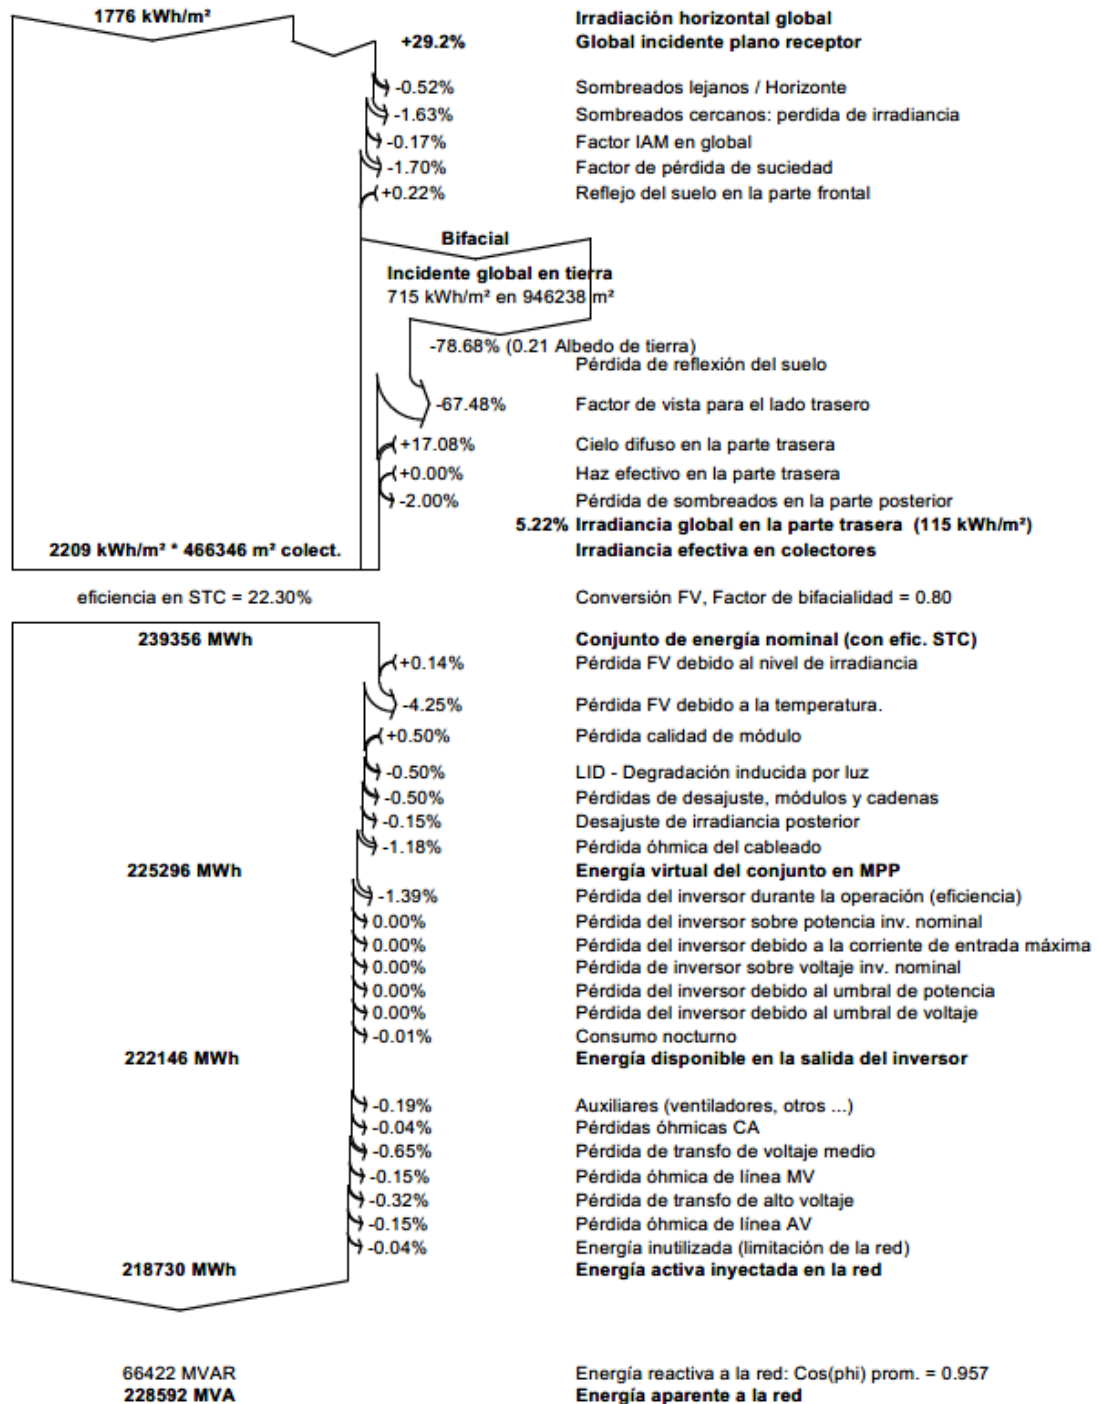 1776 kWh/m² Irradiación horizontal global
+29.2% Global incidente plano receptor
-0.52% Sombreados lejanos / Horizonte
-1.63% Sombreados cercanos: perdida de irradiancia
-0.17% Factor IAM en global
-1.70% Factor de pérdida de suciedad
+0.22% Reflejo del suelo en la parte frontal
Bifacial
Incidente global en tierra
715 kWh/m² en 946238 m²
-78.68% (0.21 Albedo de tierra)
Pérdida de reflexión del suelo
-67.48% Factor de vista para el lado trasero
+17.08% Cielo difuso en la parte trasera
+0.00% Haz efectivo en la parte trasera
-2.00% Pérdida de sombreados en la parte posterior
5.22% Irradiancia global en la parte trasera (115 kWh/m²)
2209 kWh/m² * 466346 m² colect. Irradiancia efectiva en colectores
eficiencia en STC = 22.30% Conversión FV, Factor de bifacialidad = 0.80
239356 MWh Conjunto de energía nominal (con efic. STC)
+0.14% Pérdida FV debido al nivel de irradiancia
-4.25% Pérdida FV debido a la temperatura.
+0.50% Pérdida calidad de módulo
-0.50% LID - Degradación inducida por luz
-0.50% Pérdidas de desajuste, módulos y cadenas
-0.15% Desajuste de irradiancia posterior
-1.18% Pérdida óhmica del cableado
225296 MWh Energía virtual del conjunto en MPP
-1.39% Pérdida del inversor durante la operación (eficiencia)
0.00% Pérdida del inversor sobre potencia inv. nominal
0.00% Pérdida del inversor debido a la corriente de entrada máxima
0.00% Pérdida de inversor sobre voltaje inv. nominal
0.00% Pérdida del inversor debido al umbral de potencia
0.00% Pérdida del inversor debido al umbral de voltaje
-0.01% Consumo nocturno
222146 MWh Energía disponible en la salida del inversor
-0.19% Auxiliares (ventiladores, otros ...)
-0.04% Pérdidas óhmicas CA
-0.65% Pérdida de transfo de voltaje medio
-0.15% Pérdida óhmica de línea MV
-0.32% Pérdida de transfo de alto voltaje
-0.15% Pérdida óhmica de línea AV
-0.04% Energía inutilizada (limitación de la red)
218730 MWh Energía activa inyectada en la red
66422 MVAR Energía reactiva a la red: Cos(phi) prom. = 0.957
228592 MVA Energía aparente a la red